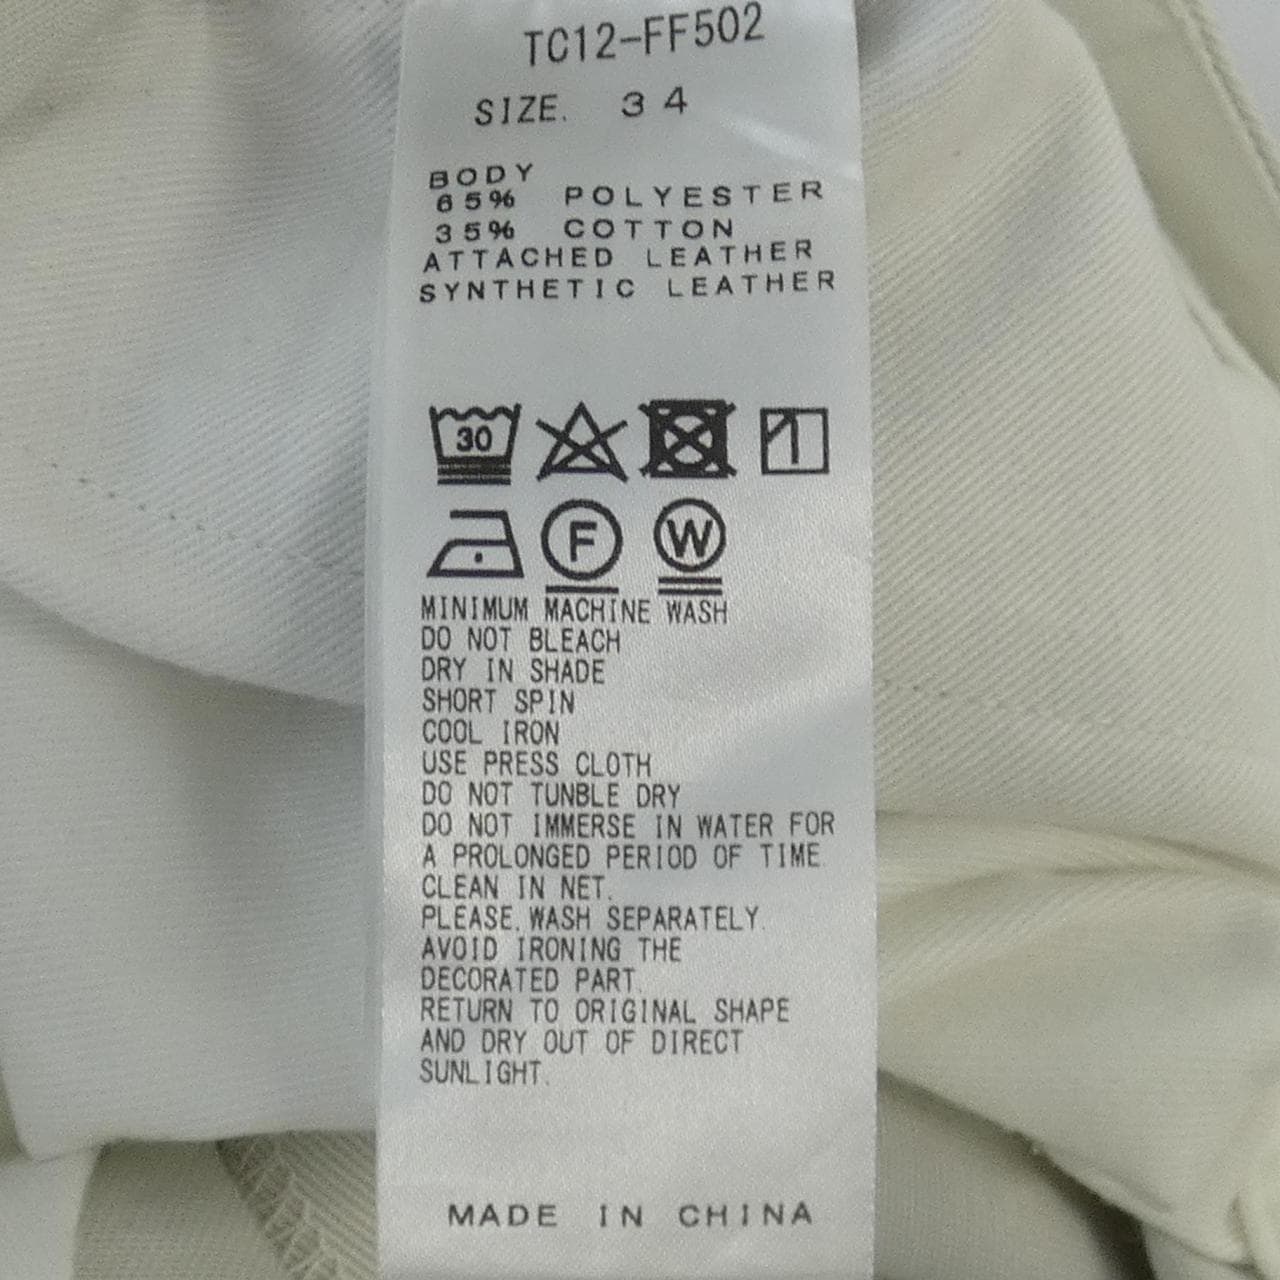 TC12-FF502
SIZE. 34
BODY
65% POLYESTER
35% COTTON
ATTACHED LEATHER
SYNTHETIC LEATHER
30
F W
MINIMUM MACHINE WASH
DO NOT BLEACH
DRY IN SHADE
SHORT SPIN
COOL IRON
USE PRESS CLOTH
DO NOT TUNBLE DRY
DO NOT IMMERSE IN WATER FOR
A PROLONGED PERIOD OF TIME
CLEAN IN NET.
PLEASE.WASH SEPARATELY.
AVOID IRONING THE
DECORATED PART.
RETURN TO ORIGINAL SHAPE
AND DRY OUT OF DIRECT
SUNLIGHT.
MADE IN CHINA